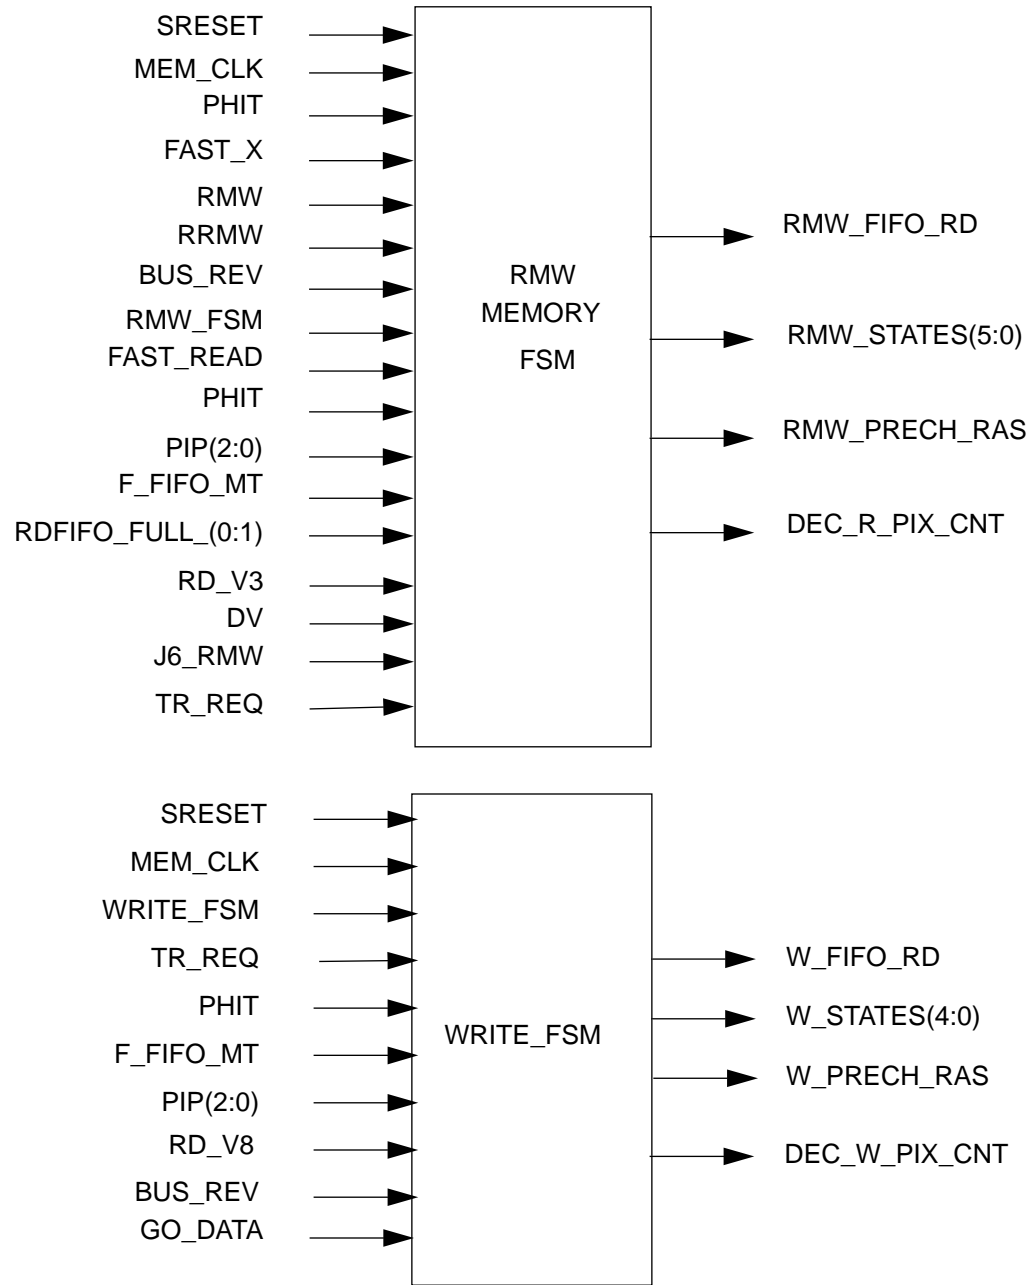 SRESET
MEM_CLK
PHIT
FAST_X
RMW
RRMW
BUS_REV
RMW_FSM
FAST_READ
PHIT
PIP(2:0)
F_FIFO_MT
RDFIFO_FULL_(0:1)
RD_V3
DV
J6_RMW
TR_REQ
RMW
MEMORY
FSM
RMW_FIFO_RD
RMW_STATES(5:0)
RMW_PRECH_RAS
DEC_R_PIX_CNT
SRESET
MEM_CLK
WRITE_FSM
TR_REQ
PHIT
F_FIFO_MT
PIP(2:0)
RD_V8
BUS_REV
GO_DATA
WRITE_FSM
W_FIFO_RD
W_STATES(4:0)
W_PRECH_RAS
DEC_W_PIX_CNT